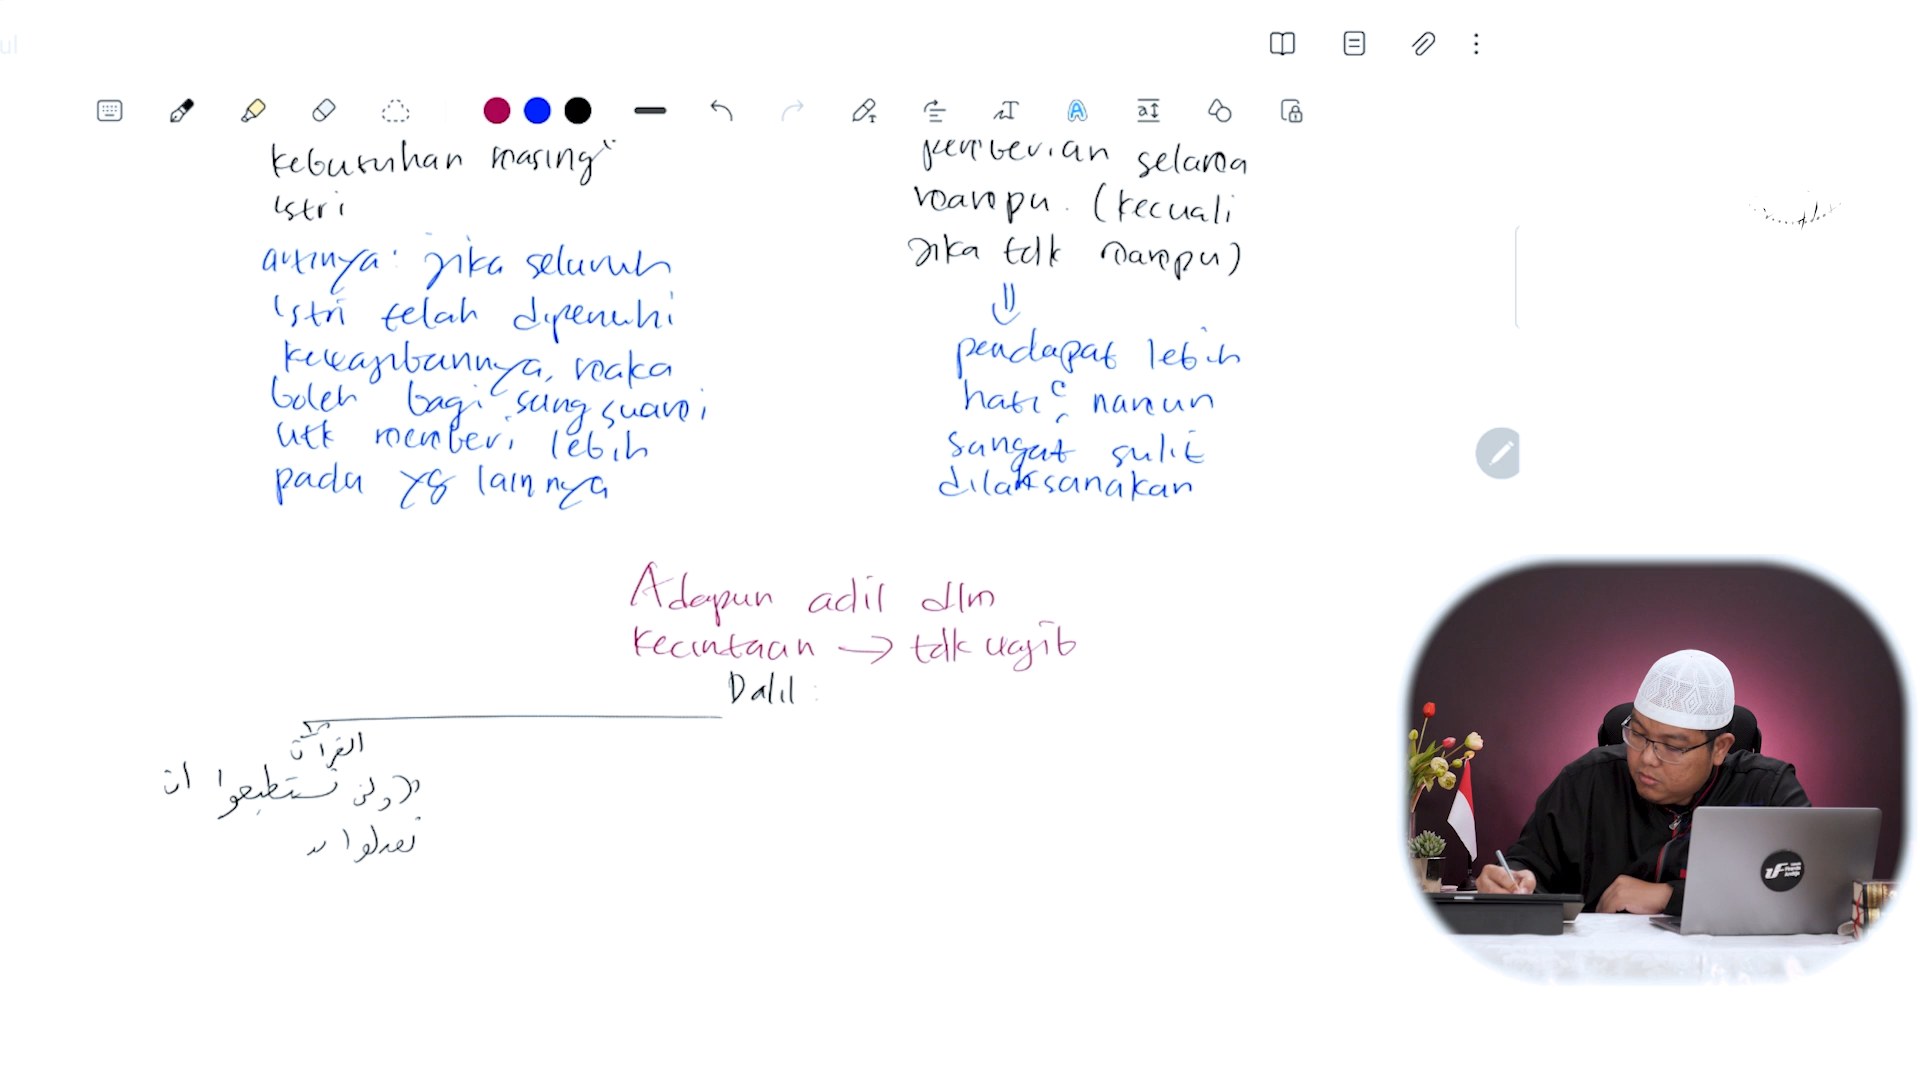 ul
kebutuhan masing²
istri
artinya: jika seluruh
istri telah dipenuhi
kewajibannya, maka
boleh bagi sang suami
utk memberi lebih
pada yg lainnya
pemberian selama
mampu. (kecuali
jika tdk mampu)
pendapat lebih
hati², namun
sangat sulit
dilaksanakan
Adapun adil dlm
kecintaan → tdk wajib
Dalil :
القرآن
«ولن تستطيعوا ان
تعدلوا